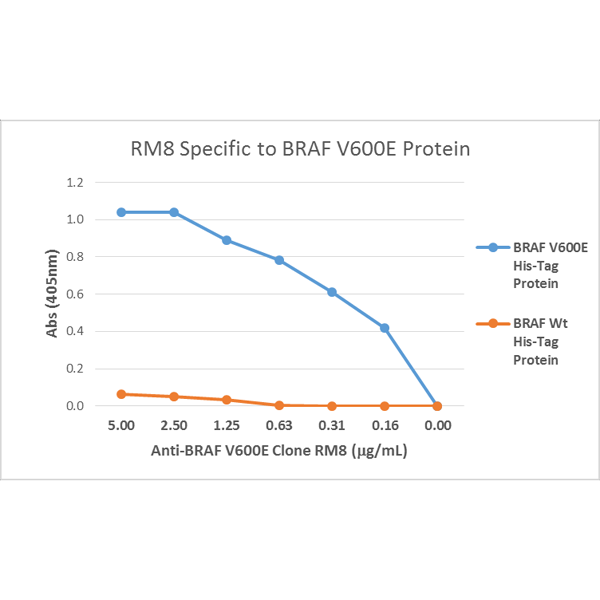 RM8 Specific to BRAF V600E Protein
1.2
1.0
0.8
0.6
0.4
0.2
0.0
Abs (405nm)
5.00 2.50 1.25 0.63 0.31 0.16 0.00
Anti-BRAF V600E Clone RM8 (µg/mL)
BRAF V600E
His-Tag
Protein
BRAF Wt
His-Tag
Protein